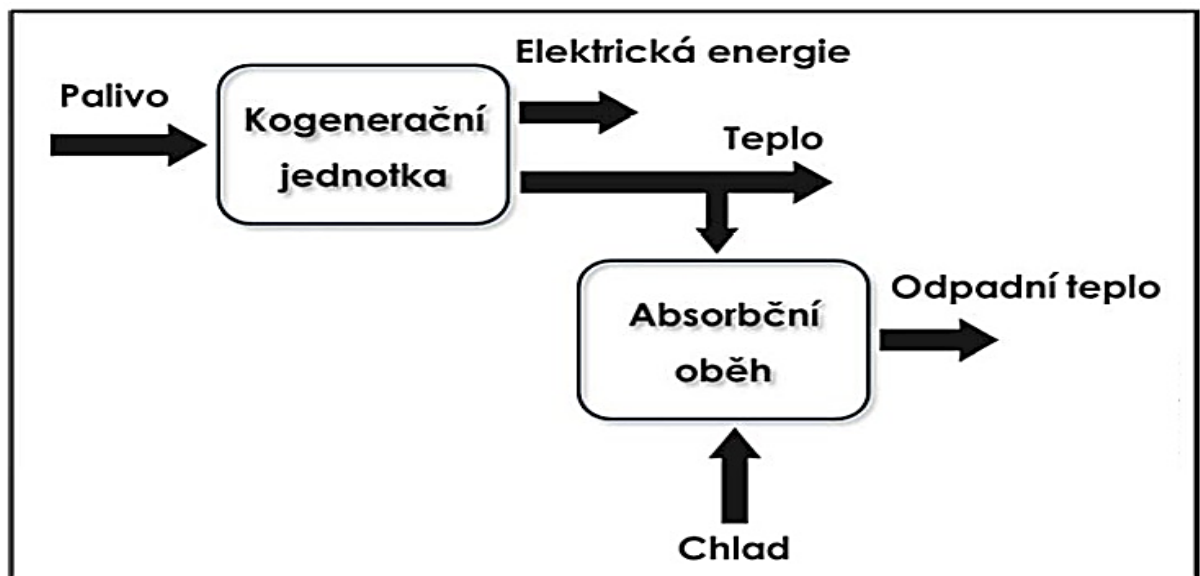 Elektrická energie
Palivo
Kogenerační
jednotka
Teplo
Absorbční
oběh
Odpadní teplo
Chlad